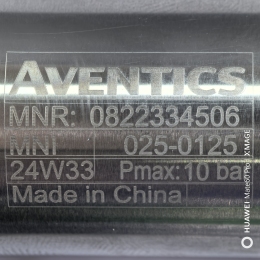 AVENTICS
MNR: 0822334506
MNI 025-0125
24W33 Pmax: 10 ba
Made in China
HUAWEI Mate60 Pro+ XMAGE